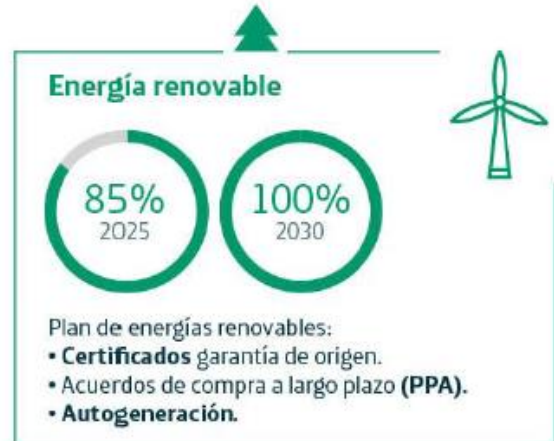 Energía renovable
85%
2025
100%
2030
Plan de energías renovables:
• Certificados garantía de origen.
• Acuerdos de compra a largo plazo (PPA).
• Autogeneración.